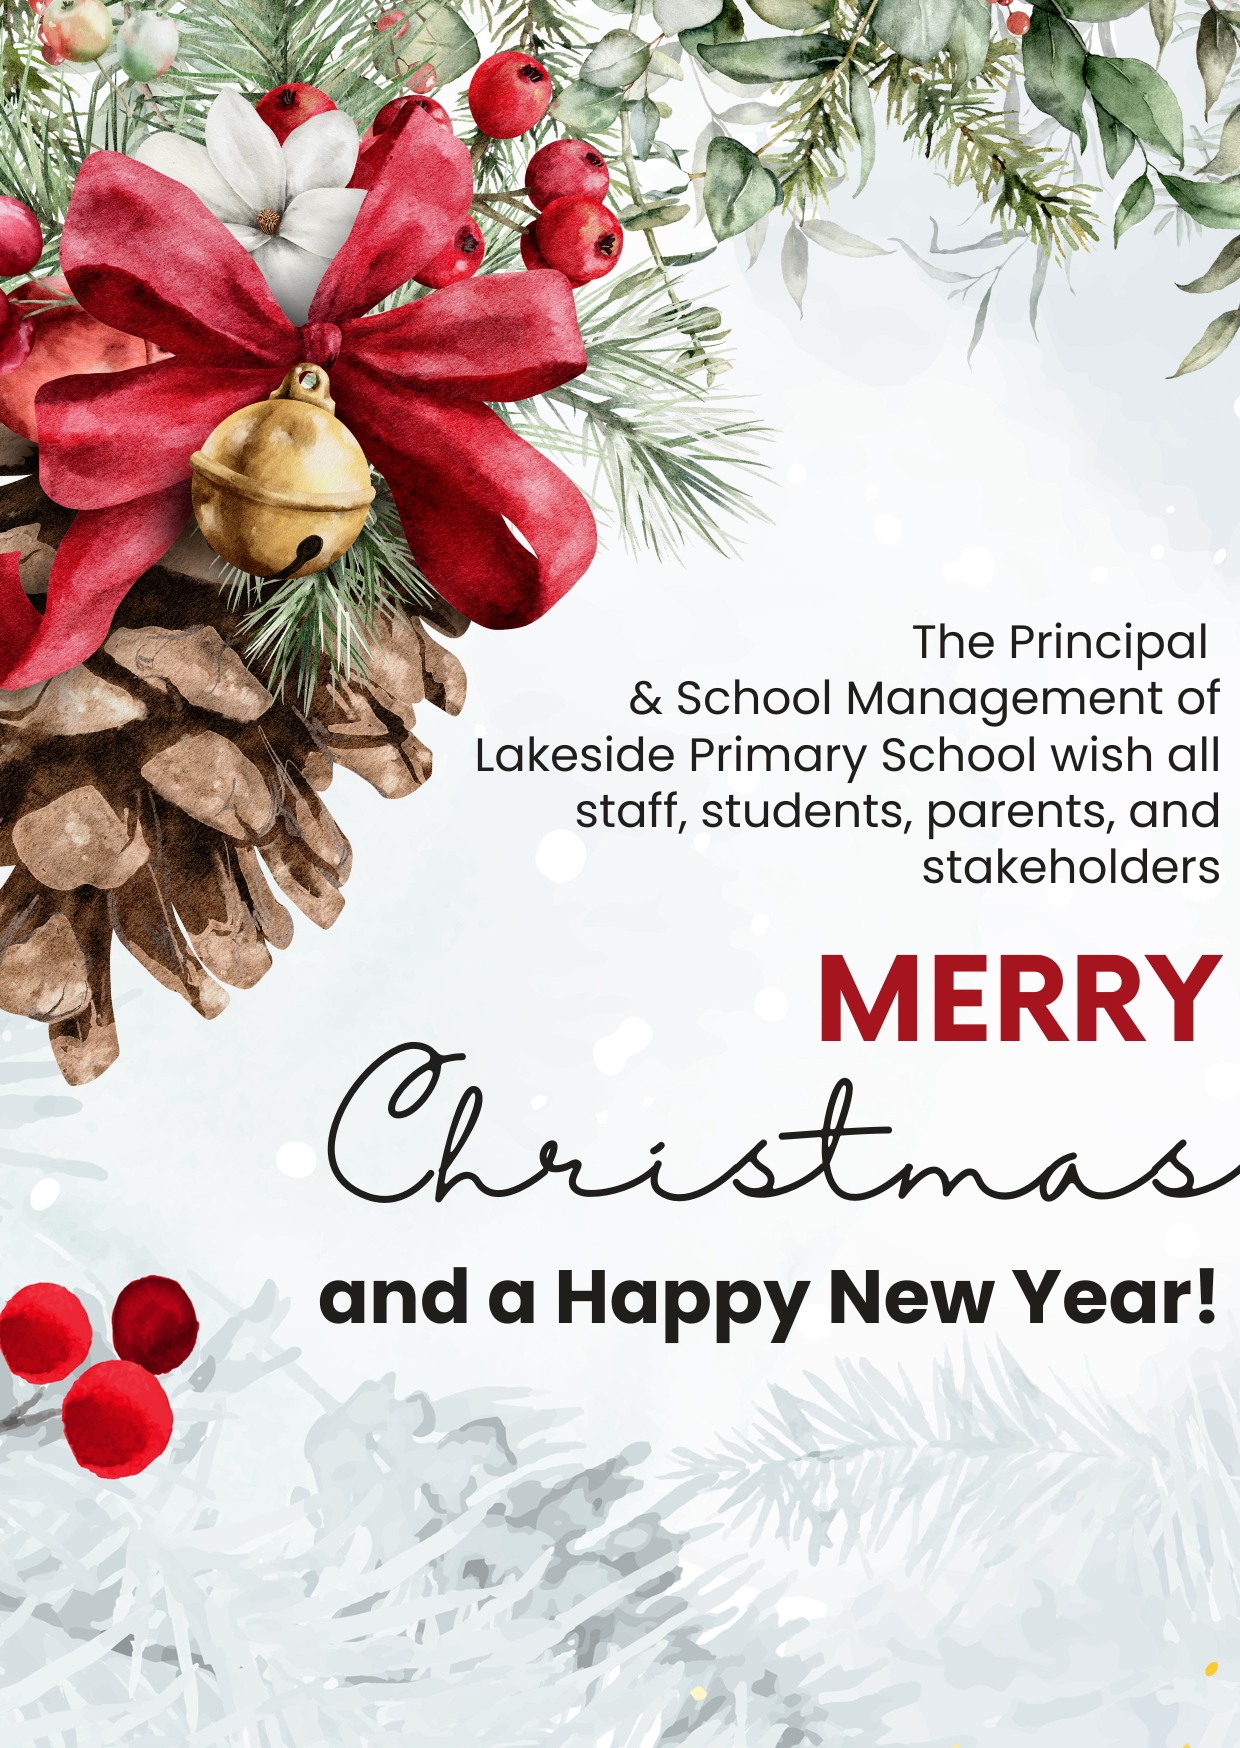 The Principal
& School Management of
Lakeside Primary School wish all
staff, students, parents, and
stakeholders
MERRY
Christmas
and a Happy New Year!